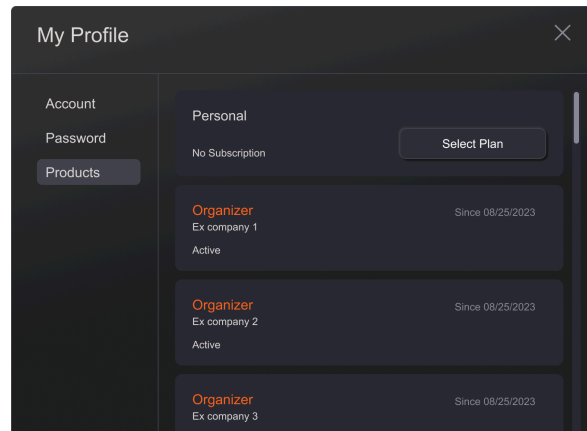 My Profile
Account
Password
Products
Personal
No Subscription
Select Plan
Organizer
Since 08/25/2023
Ex company 1
Active
Organizer
Since 08/25/2023
Ex company 2
Active
Organizer
Since 08/25/2023
Ex company 3